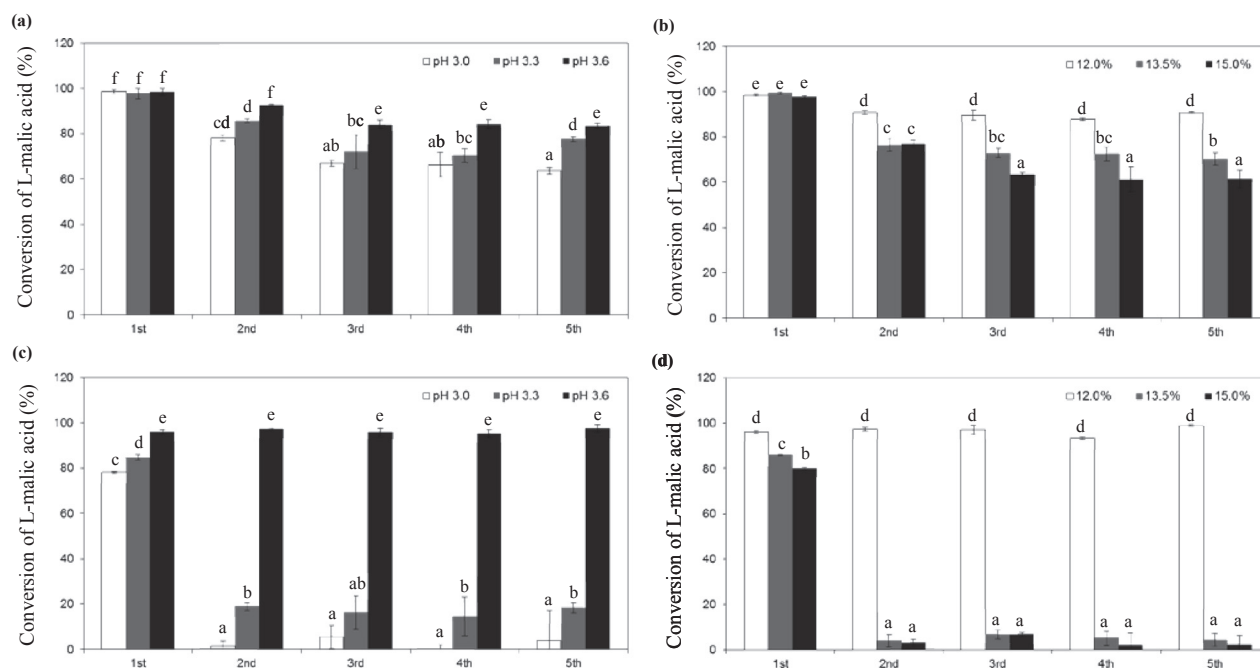 (a)
Conversion of L-malic acid (%)
120
100
80
60
40
20
0
pH 3.0 pH 3.3 pH 3.6
f f f
cd d f
ab bc e
ab bc e
a d e
1st 2nd 3rd 4th 5th
(b)
Conversion of L-malic acid (%)
120
100
80
60
40
20
0
12.0% 13.5% 15.0%
e e e
d c c
d bc a
d bc a
d b a
1st 2nd 3rd 4th 5th
(c)
Conversion of L-malic acid (%)
120
100
80
60
40
20
0
pH 3.0 pH 3.3 pH 3.6
c d e
a b e
a ab e
a b e
a b e
1st 2nd 3rd 4th 5th
(d)
Conversion of L-malic acid (%)
120
100
80
60
40
20
0
12.0% 13.5% 15.0%
d c b
d a a
d a a
d a a
d a a
1st 2nd 3rd 4th 5th